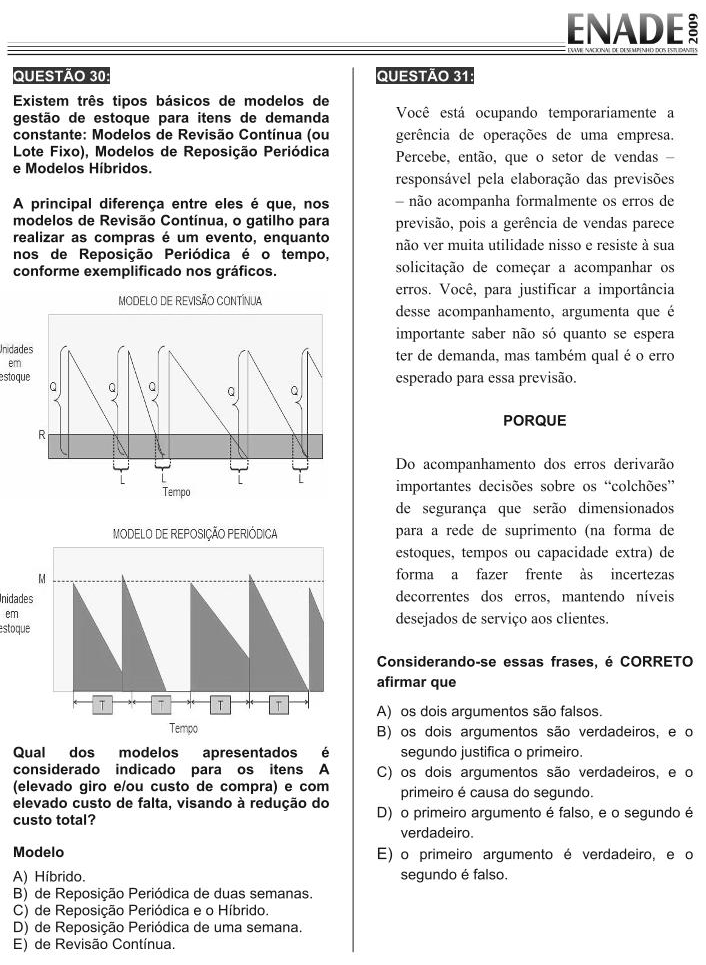 ENADE 2009
EXAME NACIONAL DE DESEMPENHO DOS ESTUDANTES
QUESTÃO 30:
Existem três tipos básicos de modelos de
gestão de estoque para itens de demanda
constante: Modelos de Revisão Contínua (ou
Lote Fixo), Modelos de Reposição Periódica
e Modelos Híbridos.
A principal diferença entre eles é que, nos
modelos de Revisão Contínua, o gatilho para
realizar as compras é um evento, enquanto
nos de Reposição Periódica é o tempo,
conforme exemplificado nos gráficos.
MODELO DE REVISÃO CONTÍNUA
Unidades
em
estoque
Q Q Q Q Q
R
L L L L
Tempo
MODELO DE REPOSIÇÃO PERIÓDICA
M
Unidades
em
estoque
T T T T
Tempo
Qual dos modelos apresentados é
considerado indicado para os itens A
(elevado giro e/ou custo de compra) e com
elevado custo de falta, visando à redução do
custo total?
Modelo
A) Híbrido.
B) de Reposição Periódica de duas semanas.
C) de Reposição Periódica e o Híbrido.
D) de Reposição Periódica de uma semana.
E) de Revisão Contínua.
QUESTÃO 31:
Você está ocupando temporariamente a
gerência de operações de uma empresa.
Percebe, então, que o setor de vendas –
responsável pela elaboração das previsões
– não acompanha formalmente os erros de
previsão, pois a gerência de vendas parece
não ver muita utilidade nisso e resiste à sua
solicitação de começar a acompanhar os
erros. Você, para justificar a importância
desse acompanhamento, argumenta que é
importante saber não só quanto se espera
ter de demanda, mas também qual é o erro
esperado para essa previsão.
PORQUE
Do acompanhamento dos erros derivarão
importantes decisões sobre os “colchões”
de segurança que serão dimensionados
para a rede de suprimento (na forma de
estoques, tempos ou capacidade extra) de
forma a fazer frente às incertezas
decorrentes dos erros, mantendo níveis
desejados de serviço aos clientes.
Considerando-se essas frases, é CORRETO
afirmar que
A) os dois argumentos são falsos.
B) os dois argumentos são verdadeiros, e o
segundo justifica o primeiro.
C) os dois argumentos são verdadeiros, e o
primeiro é causa do segundo.
D) o primeiro argumento é falso, e o segundo é
verdadeiro.
E) o primeiro argumento é verdadeiro, e o
segundo é falso.